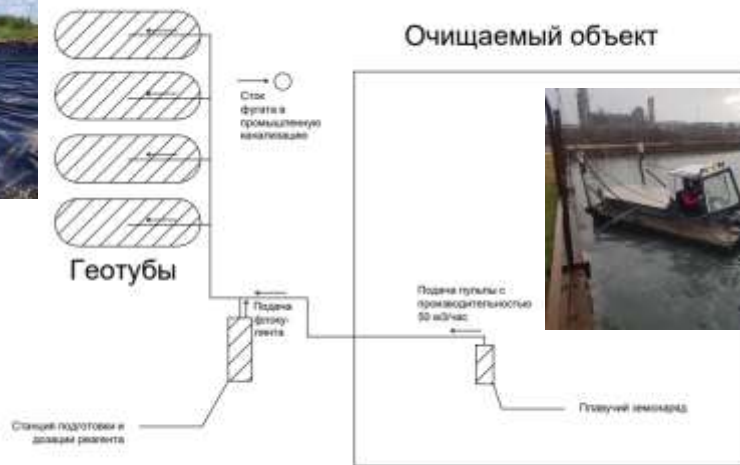 Очищаемый объект
Сток
фугата в
промышленную
канализацию
Геотубы
Подача
флоку-
лянта
Подача пульпы с
производительностью
50 м3/час
Станция подготовки и
дозации реагента
Плавучий земснаряд